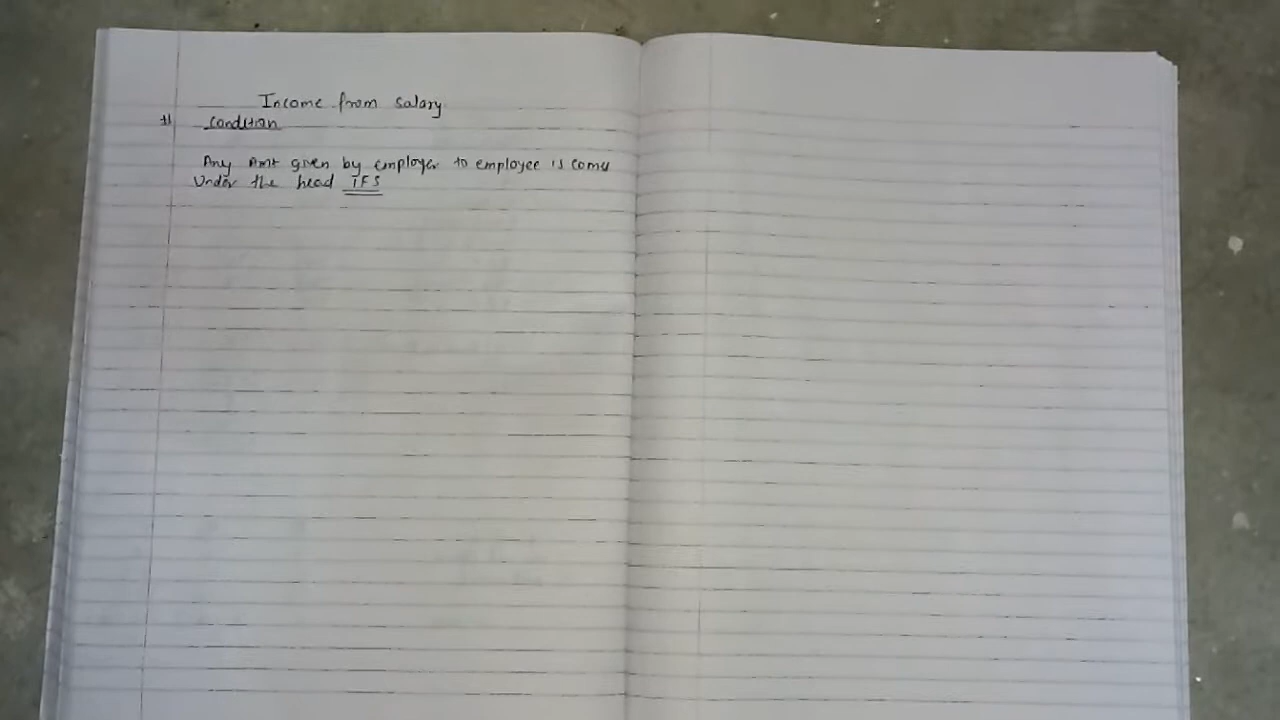 Income from salary
# Condition
Any Amt given by employer to employee is come
Under the head IFS